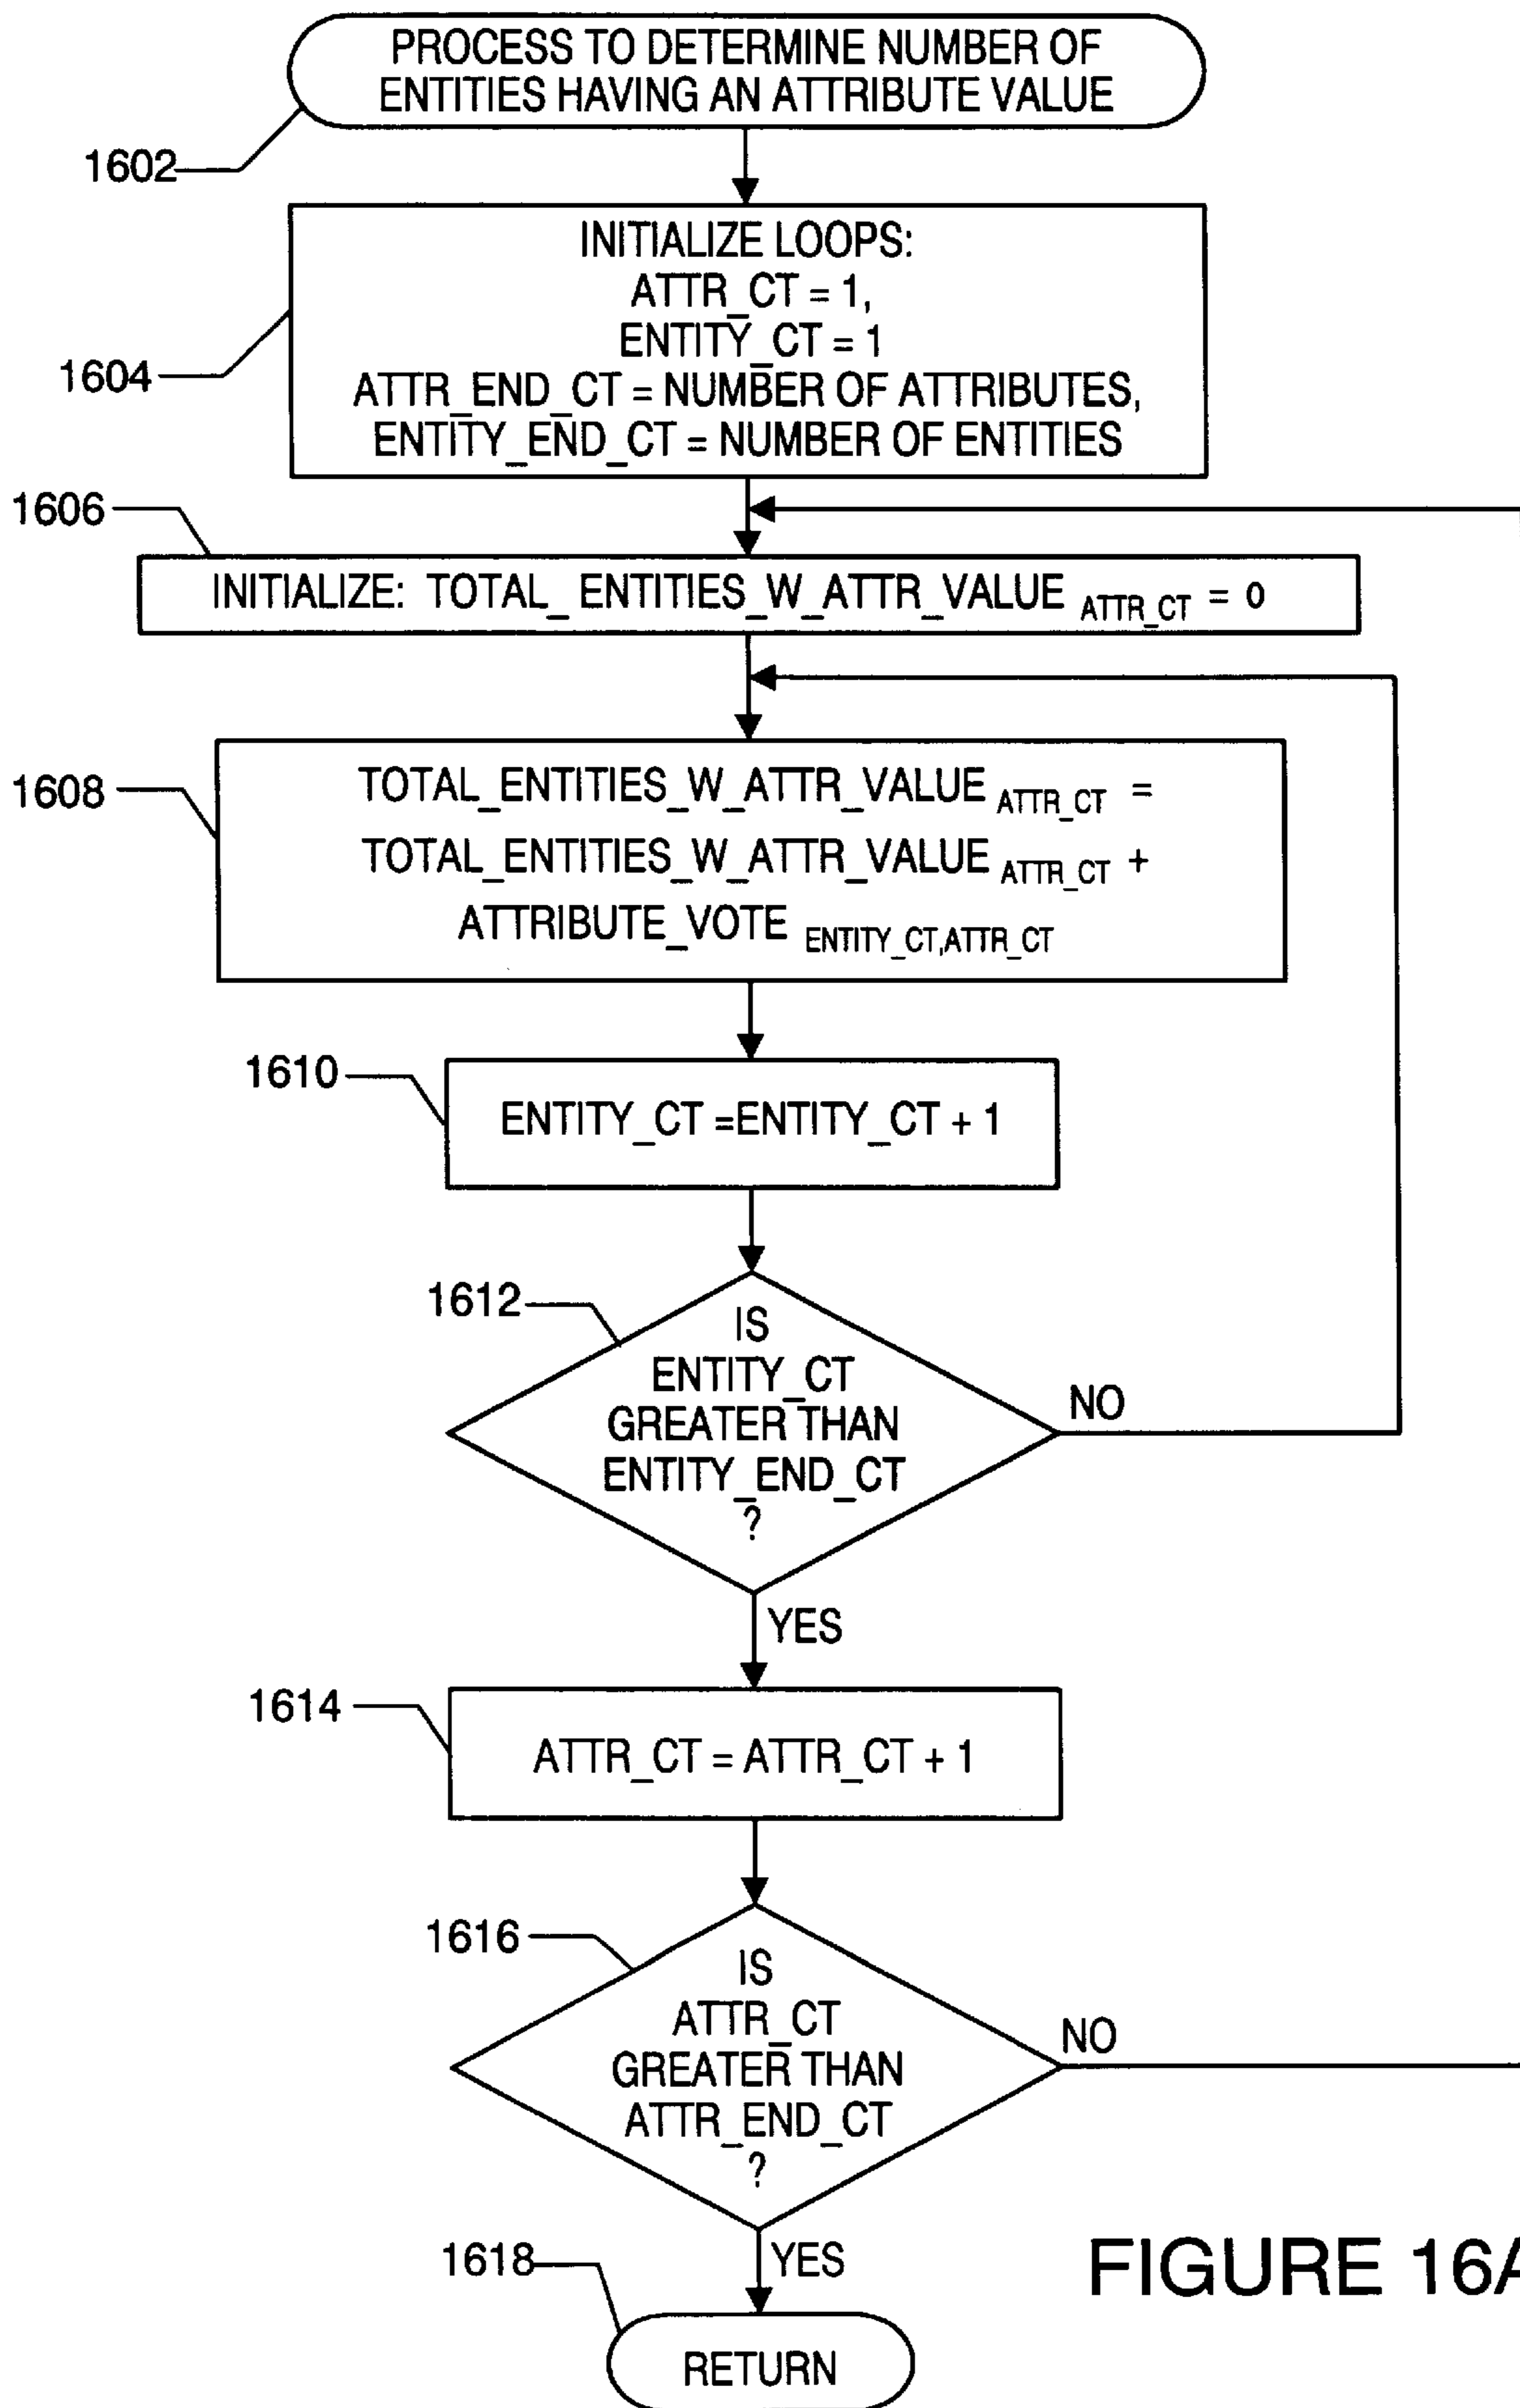 PROCESS TO DETERMINE NUMBER OF
ENTITIES HAVING AN ATTRIBUTE VALUE
1602
INITIALIZE LOOPS:
ATTR_CT = 1,
ENTITY_CT = 1
ATTR_END_CT = NUMBER OF ATTRIBUTES,
ENTITY_END_CT = NUMBER OF ENTITIES
1604
1606
INITIALIZE: TOTAL_ENTITIES_W_ATTR_VALUE ATTR_CT = 0
1608
TOTAL_ENTITIES_W_ATTR_VALUE ATTR_CT =
TOTAL_ENTITIES_W_ATTR_VALUE ATTR_CT +
ATTRIBUTE_VOTE ENTITY_CT,ATTR_CT
1610
ENTITY_CT =ENTITY_CT + 1
1612
IS
ENTITY_CT
GREATER THAN
ENTITY_END_CT
?
NO
YES
1614
ATTR_CT = ATTR_CT + 1
1616
IS
ATTR_CT
GREATER THAN
ATTR_END_CT
?
NO
YES
1618
RETURN
FIGURE 16A